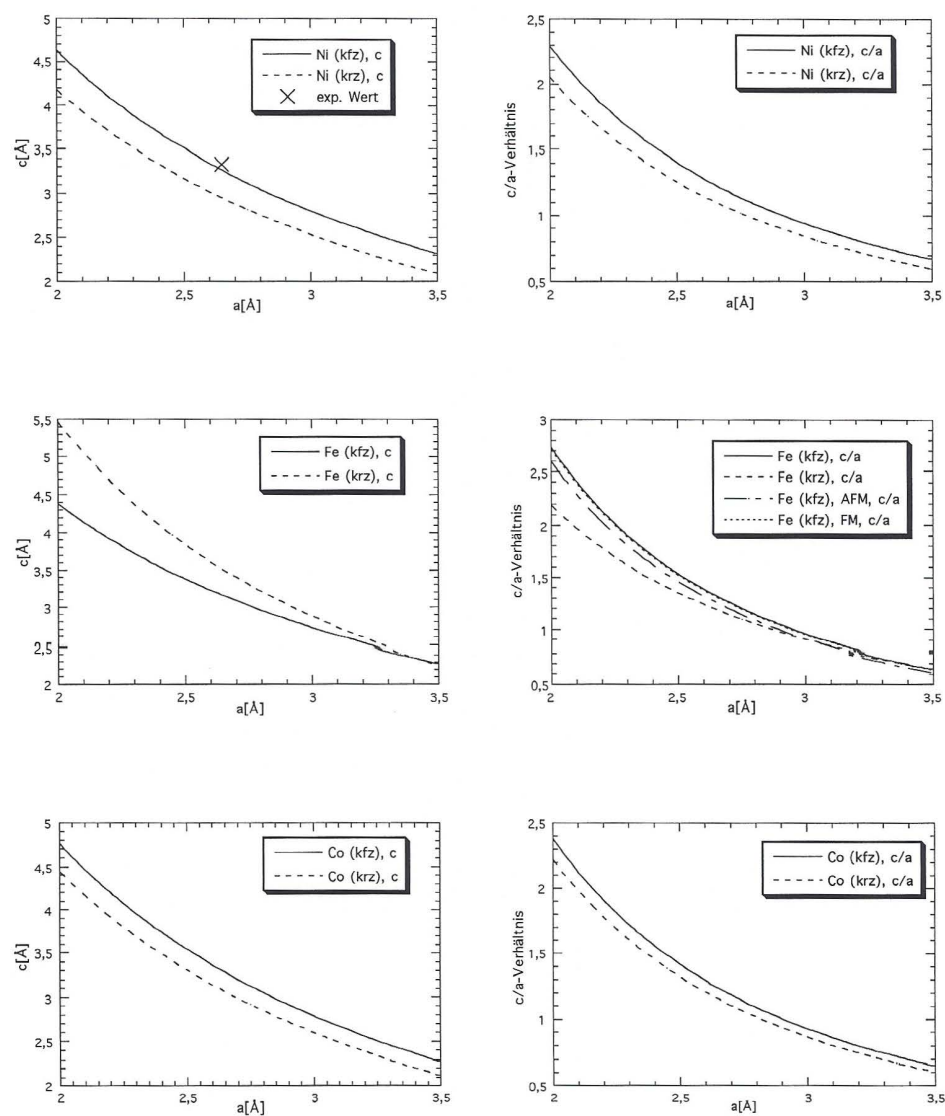 5
4,5
4
3,5
3
2,5
2
c[Å]
Ni (kfz), c
Ni (krz), c
exp. Wert
2
2,5
3
3,5
a[Å]
2,5
2
1,5
1
0,5
c/a-Verhältnis
Ni (kfz), c/a
Ni (krz), c/a
2
2,5
3
3,5
a[Å]
5,5
5
4,5
4
3,5
3
2,5
2
c[Å]
Fe (kfz), c
Fe (krz), c
2
2,5
3
3,5
a[Å]
3
2,5
2
1,5
1
0,5
c/a-Verhältnis
Fe (kfz), c/a
Fe (krz), c/a
Fe (kfz), AFM, c/a
Fe (kfz), FM, c/a
2
2,5
3
3,5
a[Å]
5
4,5
4
3,5
3
2,5
2
c[Å]
Co (kfz), c
Co (krz), c
2
2,5
3
3,5
a[Å]
2,5
2
1,5
1
0,5
c/a-Verhältnis
Co (kfz), c/a
Co (krz), c/a
2
2,5
3
3,5
a[Å]